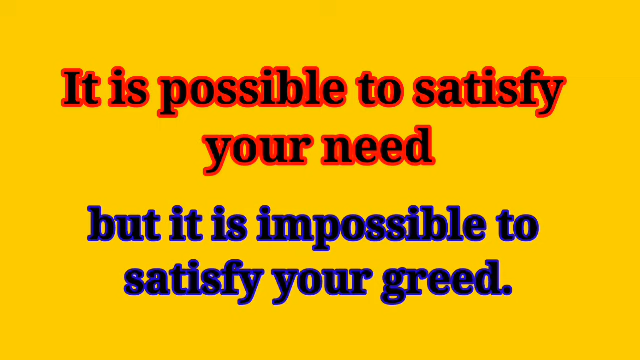 It is possible to satisfy
your need
but it is impossible to
satisfy your greed.